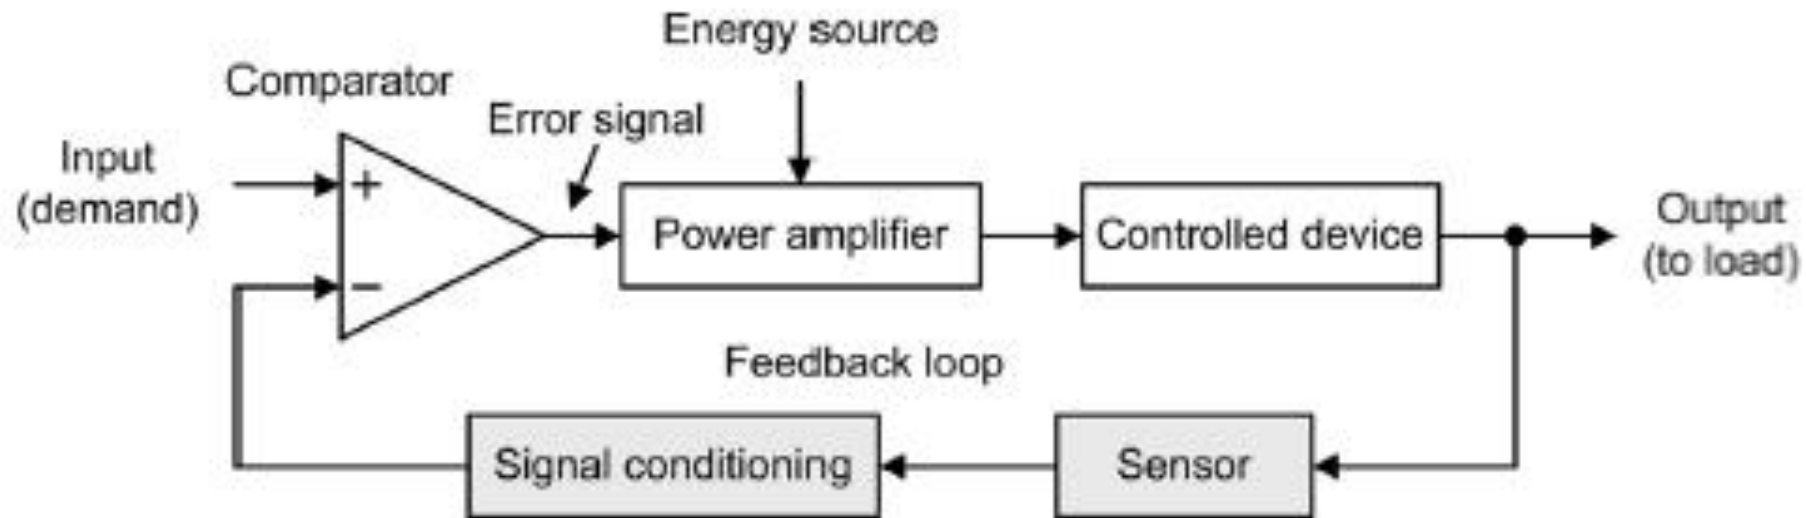 Energy source
Comparator
Error signal
Input
(demand)
+
Power amplifier
Controlled device
Output
(to load)
−
Feedback loop
Signal conditioning
Sensor